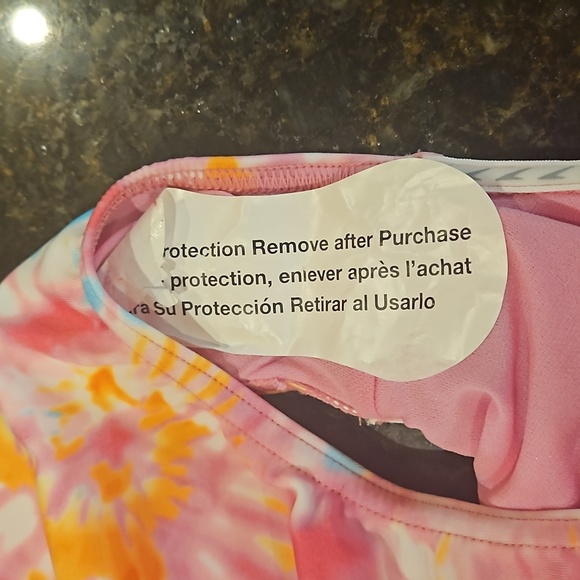 rotection Remove after Purchase
protection, enlever après l'achat
ra Su Protección Retirar al Usarlo